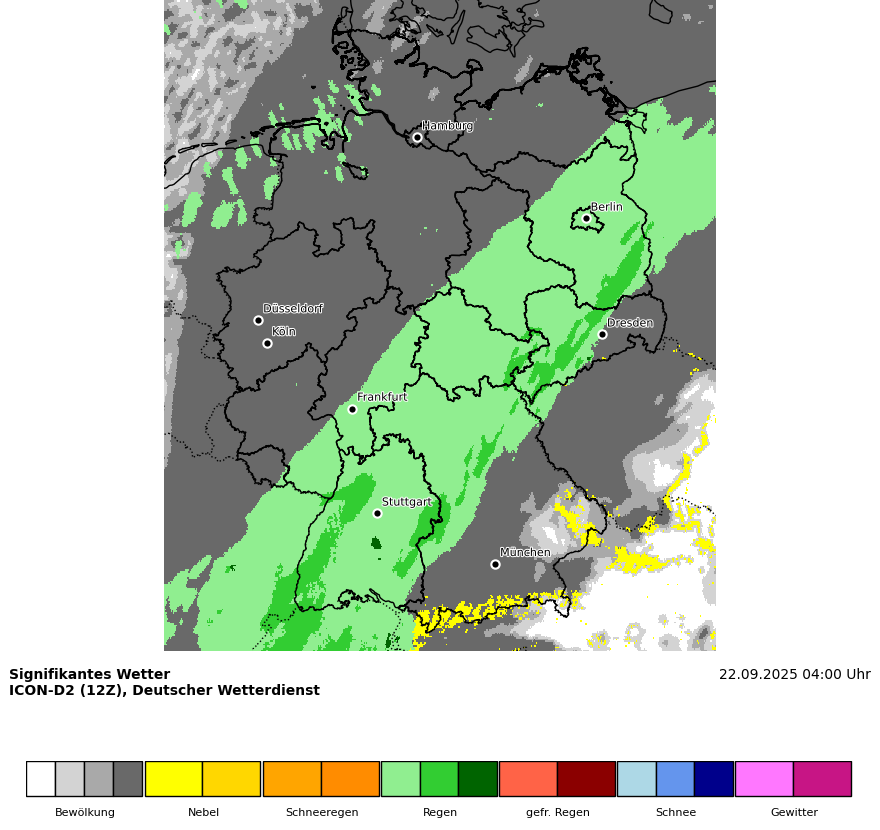 Hamburg
Berlin
Düsseldorf
Köln
Dresden
Frankfurt
Stuttgart
München
Signifikantes Wetter
22.09.2025 04:00 Uhr
ICON-D2 (12Z), Deutscher Wetterdienst
Bewölkung
Nebel
Schneeregen
Regen
gefr. Regen
Schnee
Gewitter